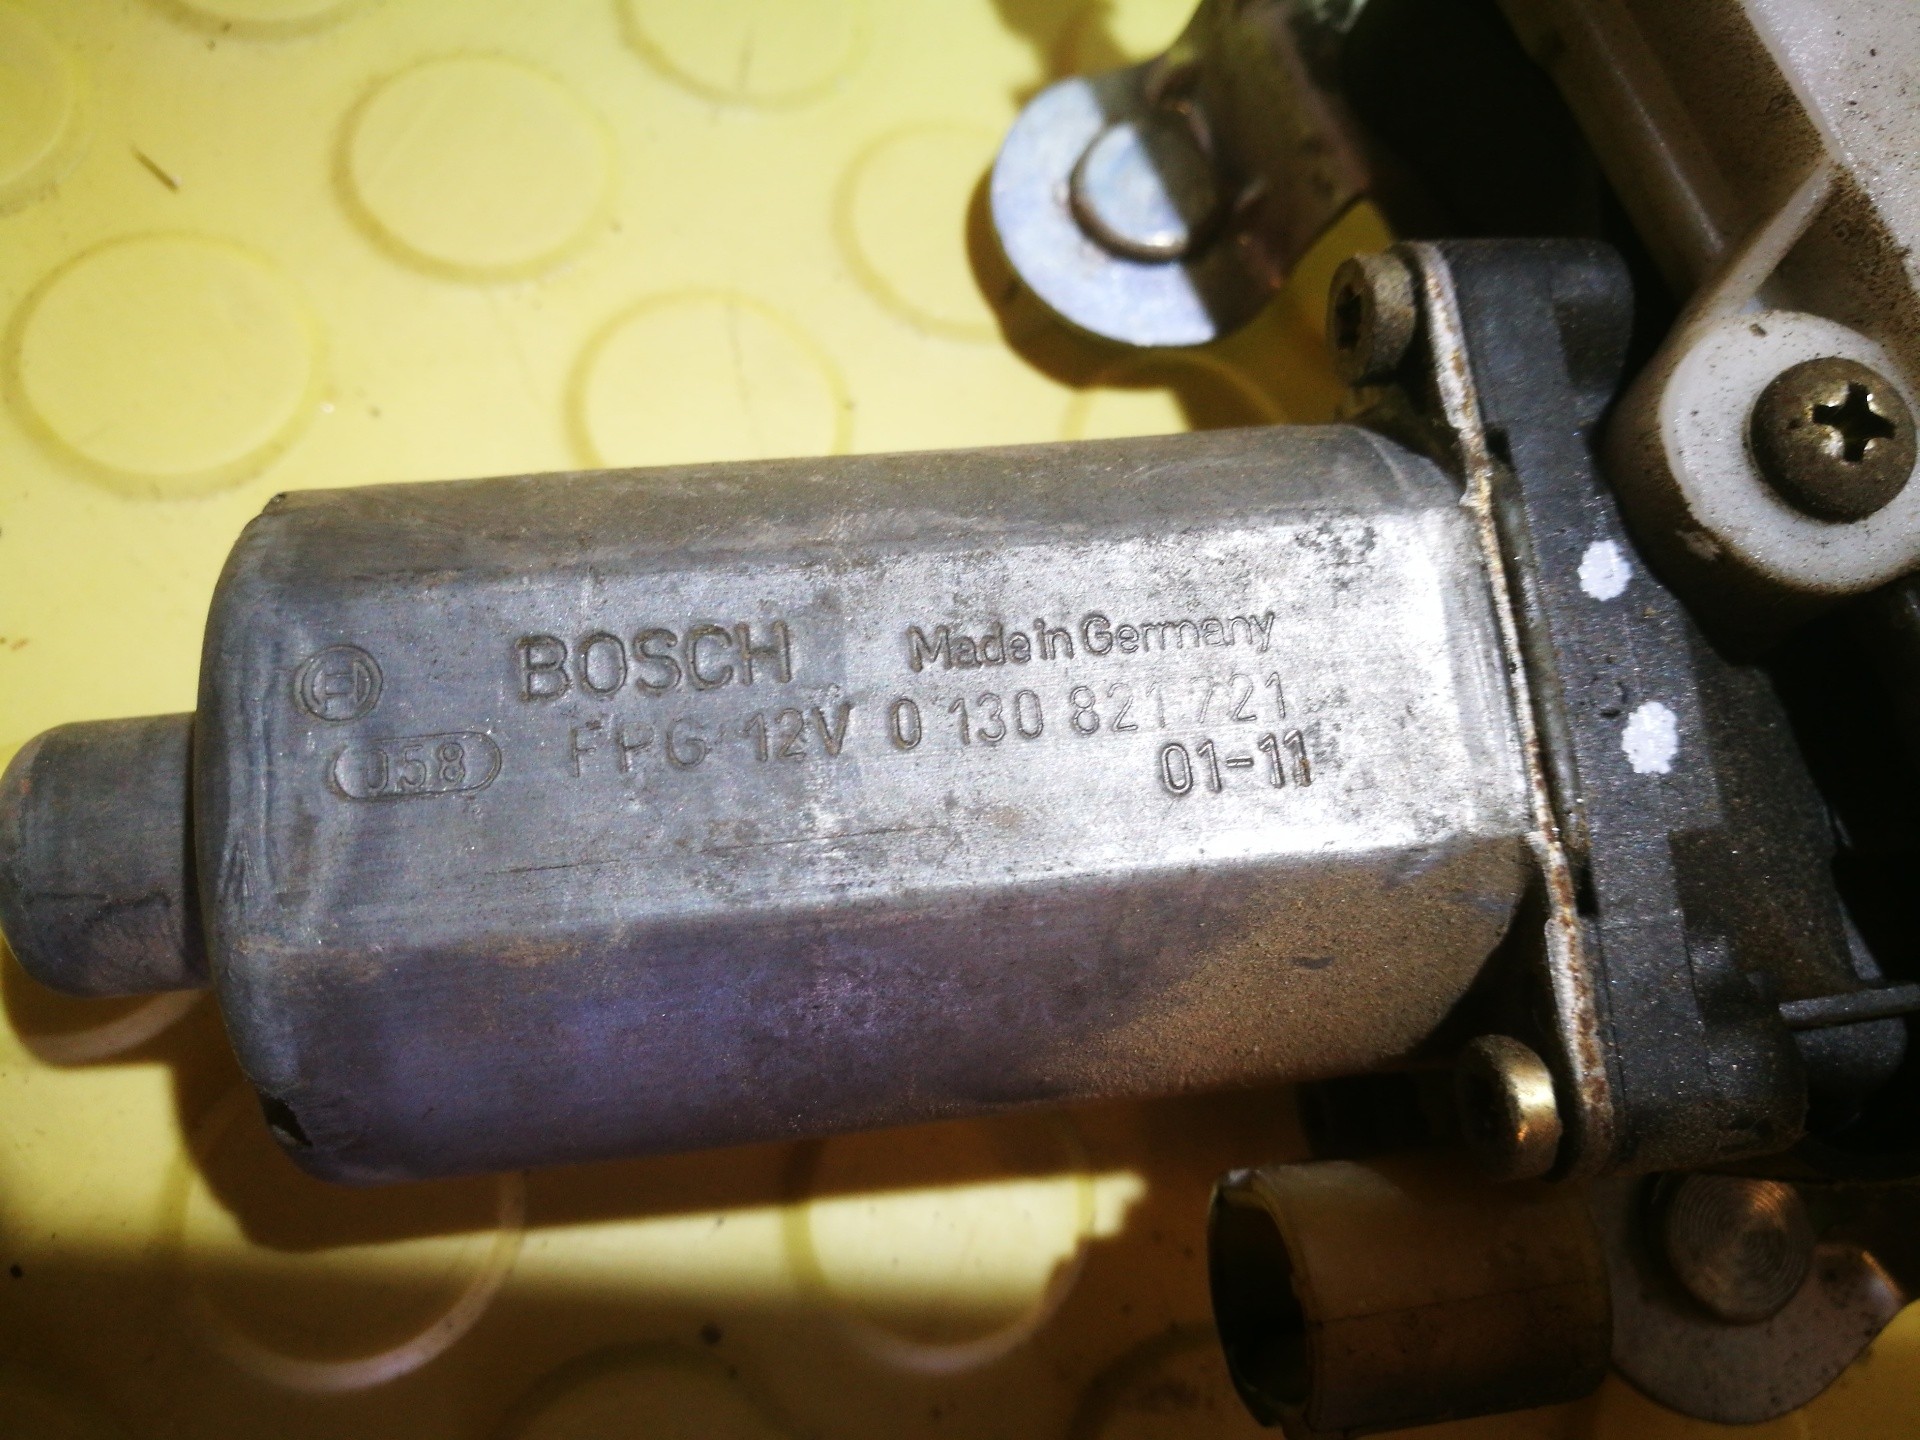 BOSCH Made in Germany
FPG 12V 0 130 821 721
058 01-11